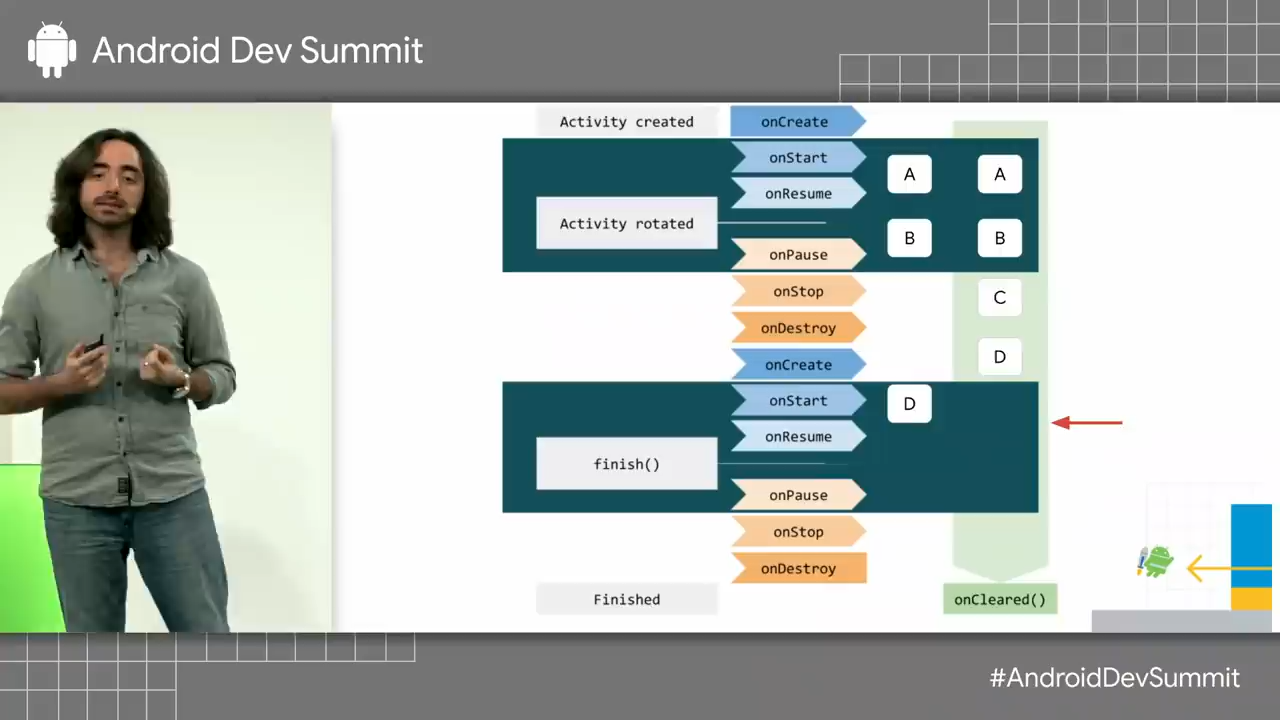 Android Dev Summit
Activity created
onCreate
onStart
A
A
onResume
Activity rotated
B
B
onPause
onStop
C
onDestroy
D
onCreate
onStart
D
onResume
finish()
onPause
onStop
onDestroy
Finished
onCleared()
#AndroidDevSummit